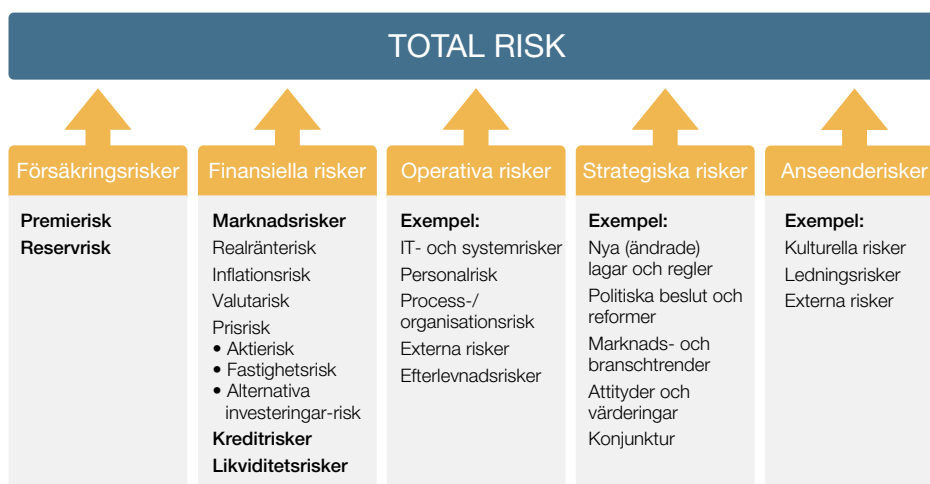 TOTAL RISK
Försäkringsrisker
Premierisk
Reservrisk
Finansiella risker
Marknadsrisker
Realränterisk
Inflationsrisk
Valutarisk
Prisrisk
• Aktierisk
• Fastighetsrisk
• Alternativa
investeringar-risk
Kreditrisker
Likviditetsrisker
Operativa risker
Exempel:
IT- och systemrisker
Personalrisk
Process-/
organisationsrisk
Externa risker
Efterlevnadsrisker
Strategiska risker
Exempel:
Nya (ändrade)
lagar och regler
Politiska beslut och
reformer
Marknads- och
branschtrender
Attityder och
värderingar
Konjunktur
Anseenderisker
Exempel:
Kulturella risker
Ledningsrisker
Externa risker